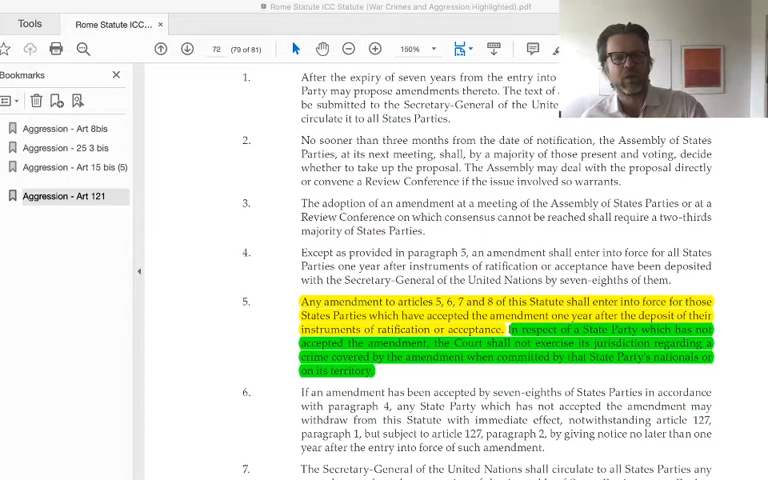 Rome Statute ICC Statute (War Crimes and Aggression Highlighted).pdf
Tools
Rome Statute ICC... ×
72 (79 of 81)
150%
Bookmarks
Aggression - Art 8bis
Aggression - 25 3 bis
Aggression - Art 15 bis (5)
Aggression - Art 121
1. After the expiry of seven years from the entry into
Party may propose amendments thereto. The text of
be submitted to the Secretary-General of the United
circulate it to all States Parties.
2. No sooner than three months from the date of notification, the Assembly of States
Parties, at its next meeting, shall, by a majority of those present and voting, decide
whether to take up the proposal. The Assembly may deal with the proposal directly
or convene a Review Conference if the issue involved so warrants.
3. The adoption of an amendment at a meeting of the Assembly of States Parties or at a
Review Conference on which consensus cannot be reached shall require a two-thirds
majority of States Parties.
4. Except as provided in paragraph 5, an amendment shall enter into force for all States
Parties one year after instruments of ratification or acceptance have been deposited
with the Secretary-General of the United Nations by seven-eighths of them.
5. Any amendment to articles 5, 6, 7 and 8 of this Statute shall enter into force for those
States Parties which have accepted the amendment one year after the deposit of their
instruments of ratification or acceptance. In respect of a State Party which has not
accepted the amendment, the Court shall not exercise its jurisdiction regarding a
crime covered by the amendment when committed by that State Party's nationals or
on its territory.
6. If an amendment has been accepted by seven-eighths of States Parties in accordance
with paragraph 4, any State Party which has not accepted the amendment may
withdraw from this Statute with immediate effect, notwithstanding article 127,
paragraph 1, but subject to article 127, paragraph 2, by giving notice no later than one
year after the entry into force of such amendment.
7. The Secretary-General of the United Nations shall circulate to all States Parties any